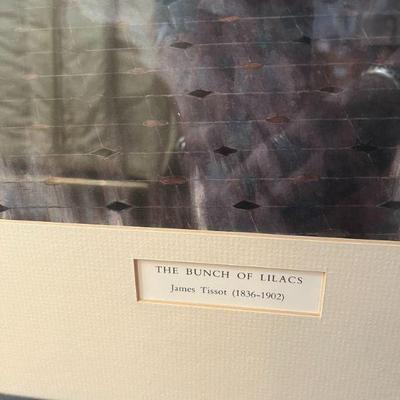 THE BUNCH OF LILACS
James Tissot (1836–1902)